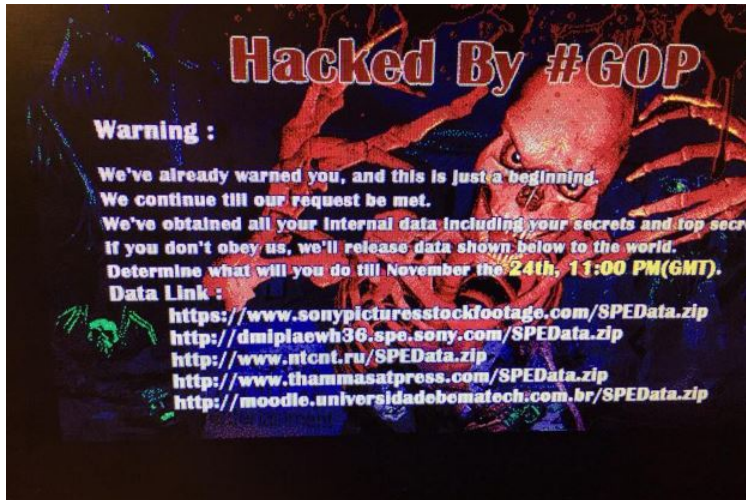 Hacked By #GOP
Warning :
We've already warned you, and this is just a beginning.
We continue till our request be met.
We've obtained all your internal data including your secrets and top secr
If you don't obey us, we'll release data shown below to the world.
Determine what will you do till November the 24th, 11:00 PM(GMT).
Data Link :
https://www.sonypicturesstockfootage.com/SPEData.zip
http://dmiplaewh36.spe.sony.com/SPEData.zip
http://www.ntcnt.ru/SPEData.zip
http://www.thammasatpress.com/SPEData.zip
http://moodle.universidadebematech.com.br/SPEData.zip